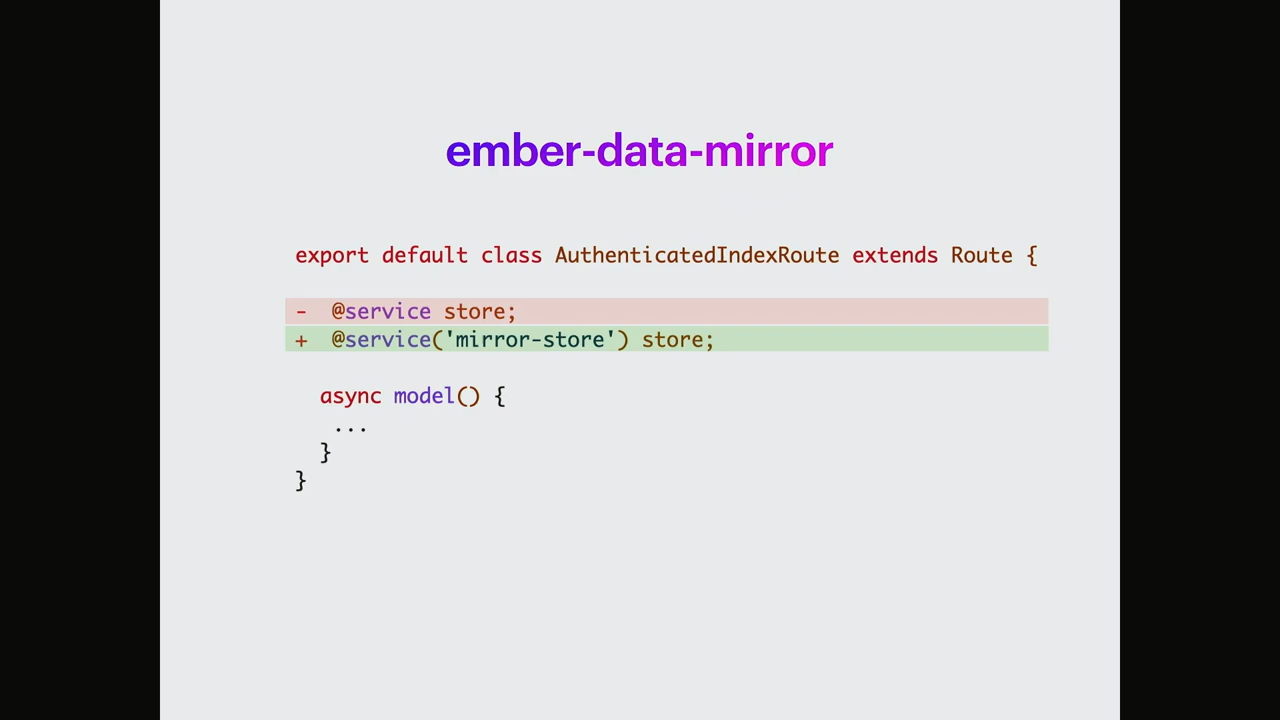 ember-data-mirror
export default class AuthenticatedIndexRoute extends Route {
-  @service store;
+  @service('mirror-store') store;
  async model() {
   ...
  }
}